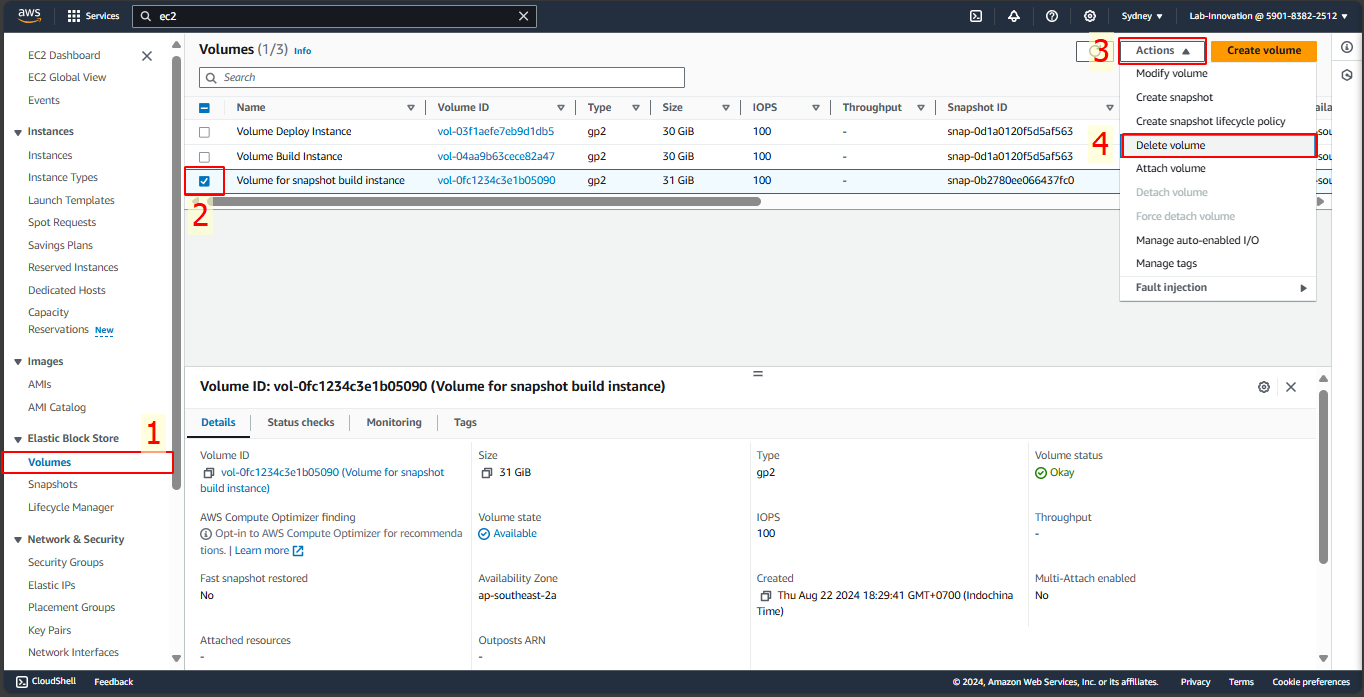 aws
Services
ec2
Sydney
Lab-Innovation @ 5901-8382-2512
EC2 Dashboard
EC2 Global View
Events
Instances
Instances
Instance Types
Launch Templates
Spot Requests
Savings Plans
Reserved Instances
Dedicated Hosts
Capacity
Reservations New
Images
AMIs
AMI Catalog
Elastic Block Store
1
Volumes
Snapshots
Lifecycle Manager
Network & Security
Security Groups
Elastic IPs
Placement Groups
Key Pairs
Network Interfaces
Volumes (1/3) Info
3
Actions
Create volume
Search
Name Volume ID Type Size IOPS Throughput Snapshot ID
Volume Deploy Instance vol-03f1aefe7eb9d1db5 gp2 30 GiB 100 - snap-0d1a0120f5d5af563
Volume Build Instance vol-04aa9b63cece82a47 gp2 30 GiB 100 - snap-0d1a0120f5d5af563
Volume for snapshot build instance vol-0fc1234c3e1b05090 gp2 31 GiB 100 - snap-0b2780ee066437fc0
2
Modify volume
Create snapshot
Create snapshot lifecycle policy
4
Delete volume
Attach volume
Detach volume
Force detach volume
Manage auto-enabled I/O
Manage tags
Fault injection
Volume ID: vol-0fc1234c3e1b05090 (Volume for snapshot build instance)
Details Status checks Monitoring Tags
Volume ID
vol-0fc1234c3e1b05090 (Volume for snapshot
build instance)
Size
31 GiB
Type
gp2
Volume status
Okay
AWS Compute Optimizer finding
Opt-in to AWS Compute Optimizer for recommenda
tions. | Learn more
Volume state
Available
IOPS
100
Throughput
-
Fast snapshot restored
No
Availability Zone
ap-southeast-2a
Created
Thu Aug 22 2024 18:29:41 GMT+0700 (Indochina
Time)
Multi-Attach enabled
No
Attached resources
-
Outposts ARN
-
CloudShell Feedback
© 2024, Amazon Web Services, Inc. or its affiliates. Privacy Terms Cookie preferences